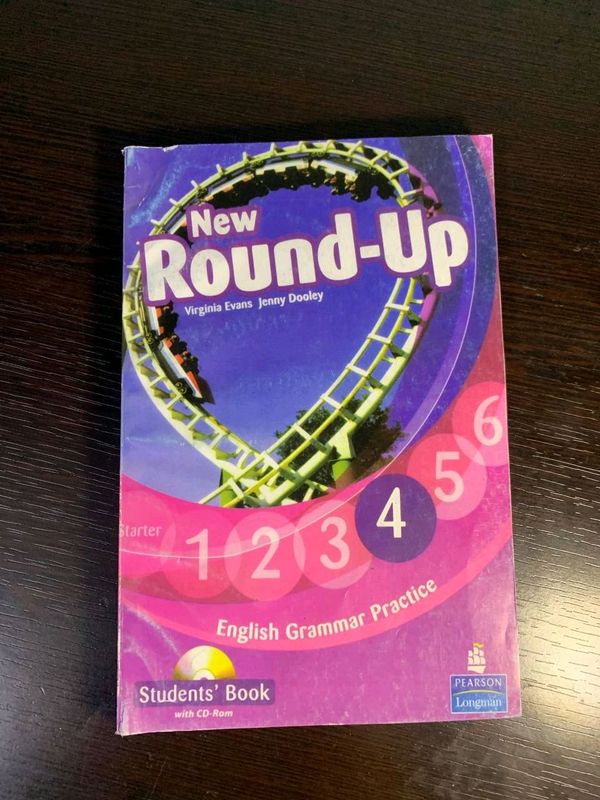 New
Round-Up
Virginia Evans Jenny Dooley
Starter 1 2 3 4 5 6
English Grammar Practice
Students' Book
with CD-Rom
PEARSON
Longman